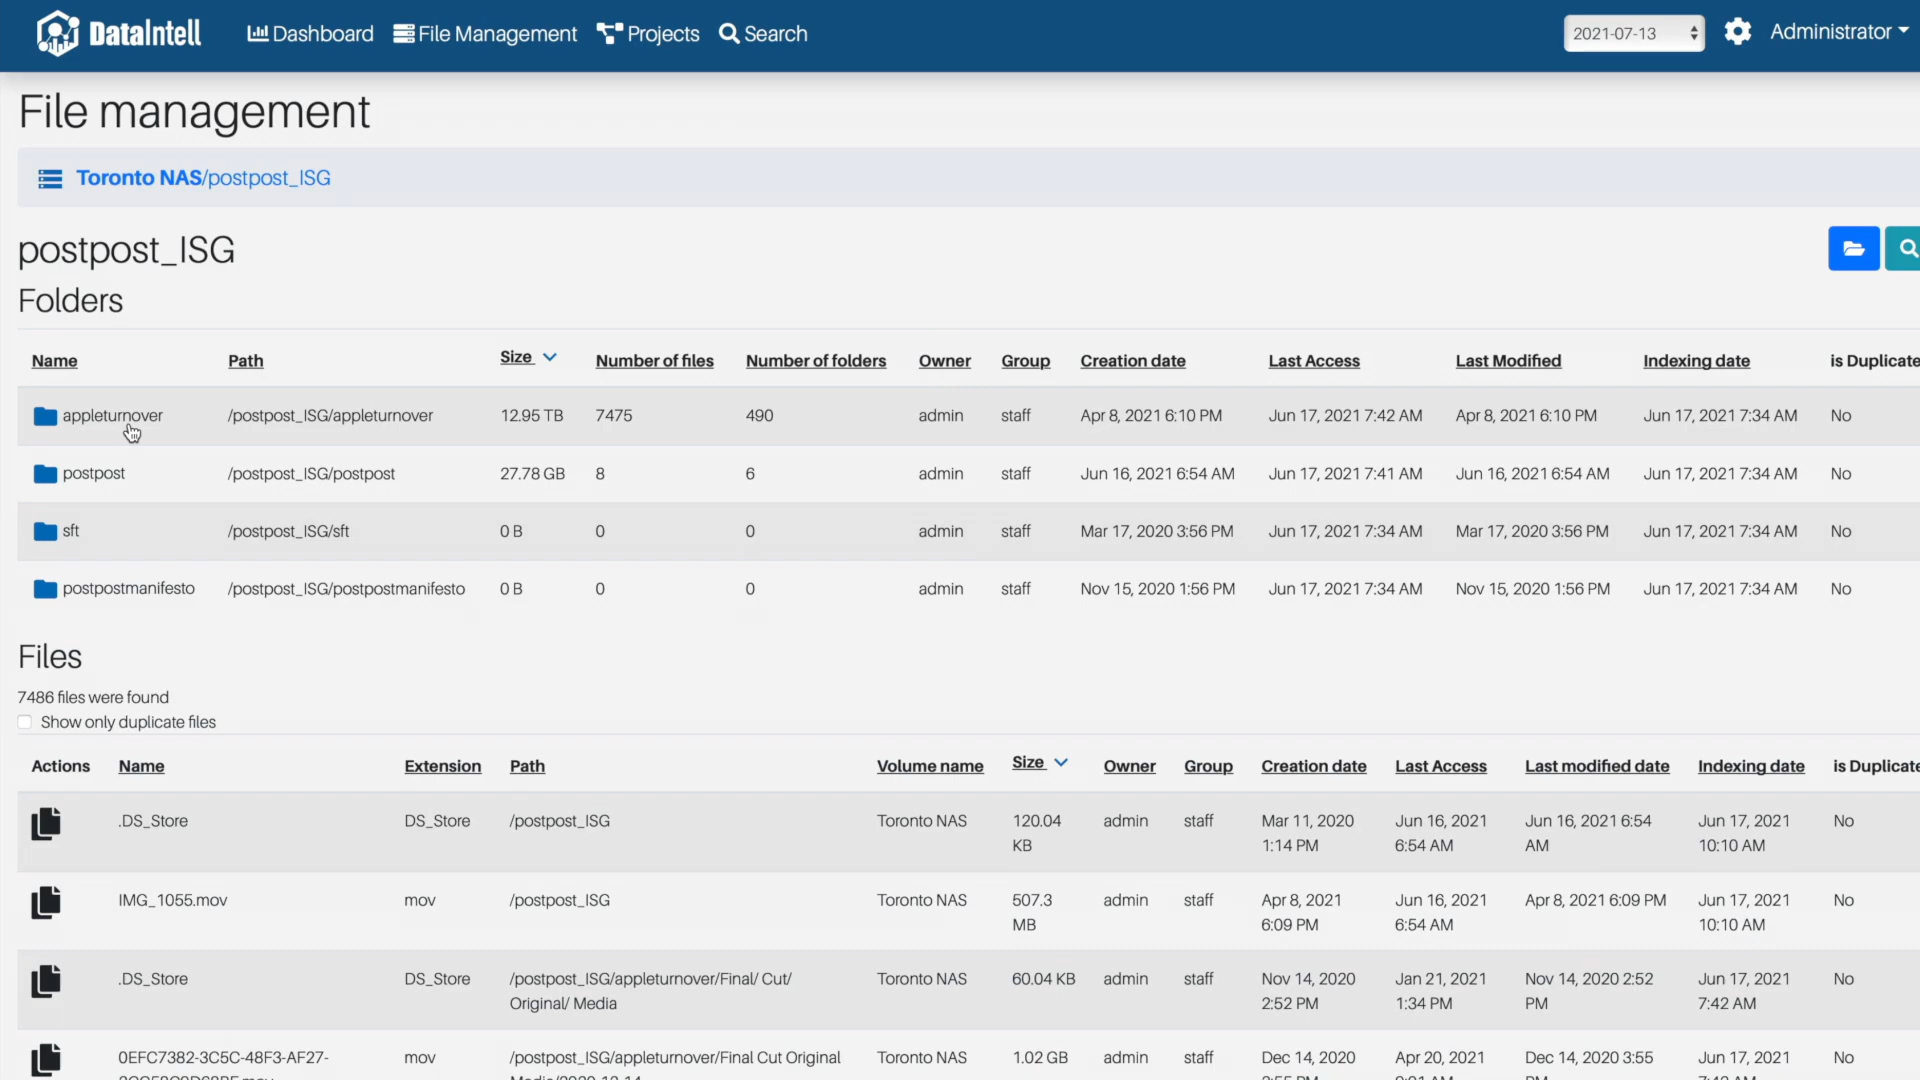 DataIntell Dashboard File Management Projects Search 2021-07-13 Administrator
File management
Toronto NAS/postpost_ISG
postpost_ISG
Folders
Name Path Size Number of files Number of folders Owner Group Creation date Last Access Last Modified Indexing date is Duplicate
appleturnover /postpost_ISG/appleturnover 12.95 TB 7475 490 admin staff Apr 8, 2021 6:10 PM Jun 17, 2021 7:42 AM Apr 8, 2021 6:10 PM Jun 17, 2021 7:34 AM No
postpost /postpost_ISG/postpost 27.78 GB 8 6 admin staff Jun 16, 2021 6:54 AM Jun 17, 2021 7:41 AM Jun 16, 2021 6:54 AM Jun 17, 2021 7:34 AM No
sft /postpost_ISG/sft 0 B 0 0 admin staff Mar 17, 2020 3:56 PM Jun 17, 2021 7:34 AM Mar 17, 2020 3:56 PM Jun 17, 2021 7:34 AM No
postpostmanifesto /postpost_ISG/postpostmanifesto 0 B 0 0 admin staff Nov 15, 2020 1:56 PM Jun 17, 2021 7:34 AM Nov 15, 2020 1:56 PM Jun 17, 2021 7:34 AM No
Files
7486 files were found
Show only duplicate files
Actions Name Extension Path Volume name Size Owner Group Creation date Last Access Last modified date Indexing date is Duplicate
.DS_Store DS_Store /postpost_ISG Toronto NAS 120.04 admin staff Mar 11, 2020 Jun 16, 2021 Jun 16, 2021 6:54 Jun 17, 2021 No
KB 1:14 PM 6:54 AM AM 10:10 AM
IMG_1055.mov mov /postpost_ISG Toronto NAS 507.3 admin staff Apr 8, 2021 Jun 16, 2021 Apr 8, 2021 6:09 PM Jun 17, 2021 No
MB 6:09 PM 6:54 AM 10:10 AM
.DS_Store DS_Store /postpost_ISG/appleturnover/Final/ Cut/ Toronto NAS 60.04 KB admin staff Nov 14, 2020 Jan 21, 2021 Nov 14, 2020 2:52 Jun 17, 2021 No
Original/ Media 2:52 PM 1:34 PM PM 7:42 AM
0EFC7382-3C5C-48F3-AF27- mov /postpost_ISG/appleturnover/Final Cut Original Toronto NAS 1.02 GB admin staff Dec 14, 2020 Apr 20, 2021 Dec 14, 2020 3:55 Jun 17, 2021 No